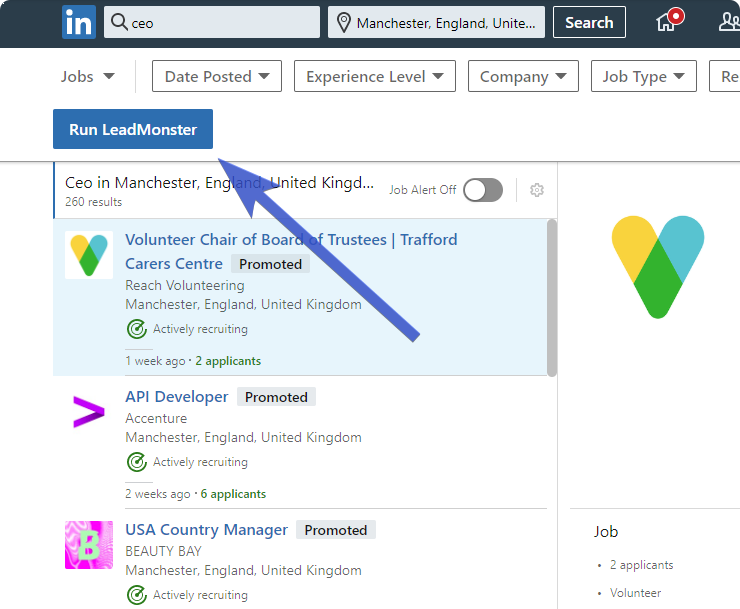 in ceo Manchester, England, Unite... Search
Jobs Date Posted Experience Level Company Job Type Re
Run LeadMonster
Ceo in Manchester, England, United Kingd... Job Alert Off
260 results
Volunteer Chair of Board of Trustees | Trafford
Carers Centre Promoted
Reach Volunteering
Manchester, England, United Kingdom
Actively recruiting
1 week ago · 2 applicants
API Developer Promoted
Accenture
Manchester, England, United Kingdom
Actively recruiting
2 weeks ago · 6 applicants
B USA Country Manager Promoted
BEAUTY BAY
Manchester, England, United Kingdom
Actively recruiting
Job
• 2 applicants
• Volunteer